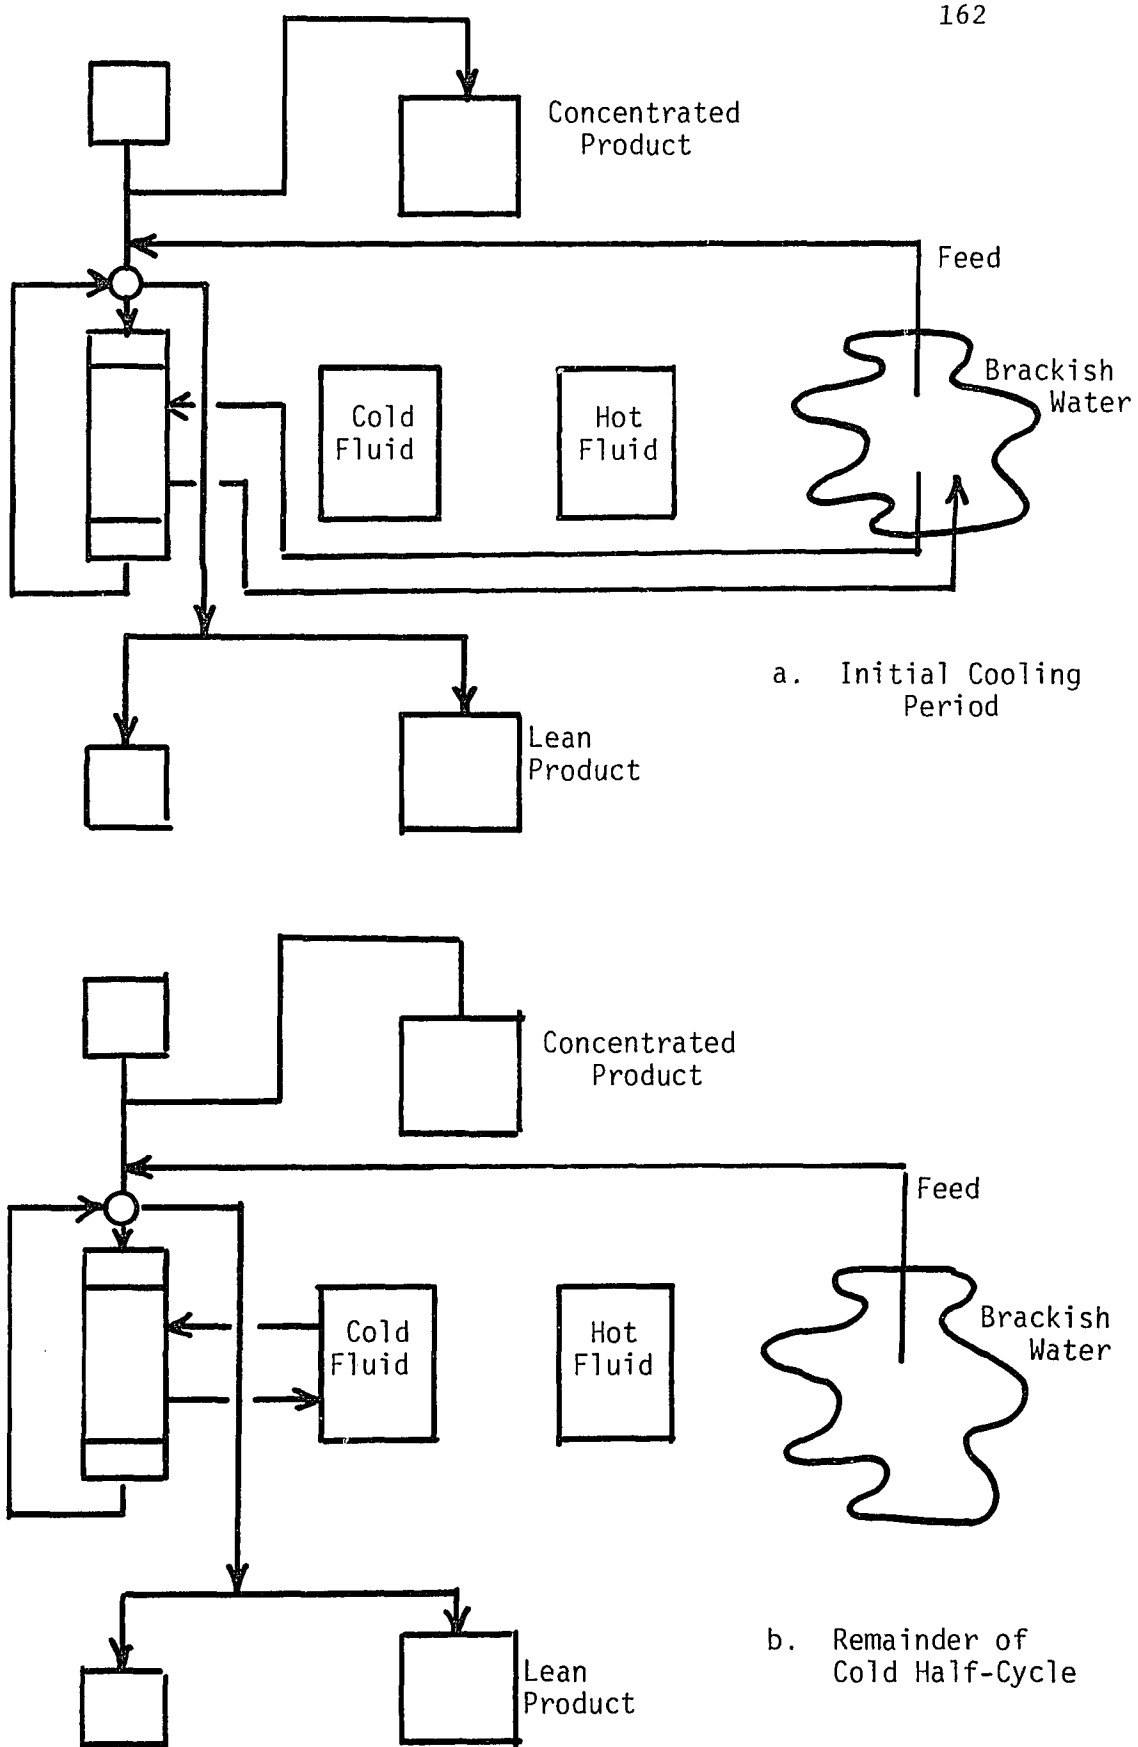 162
Concentrated
Product
Feed
Brackish
Water
Cold
Fluid
Hot
Fluid
a. Initial Cooling
Period
Lean
Product
Concentrated
Product
Feed
Brackish
Water
Cold
Fluid
Hot
Fluid
b. Remainder of
Cold Half-Cycle
Lean
Product